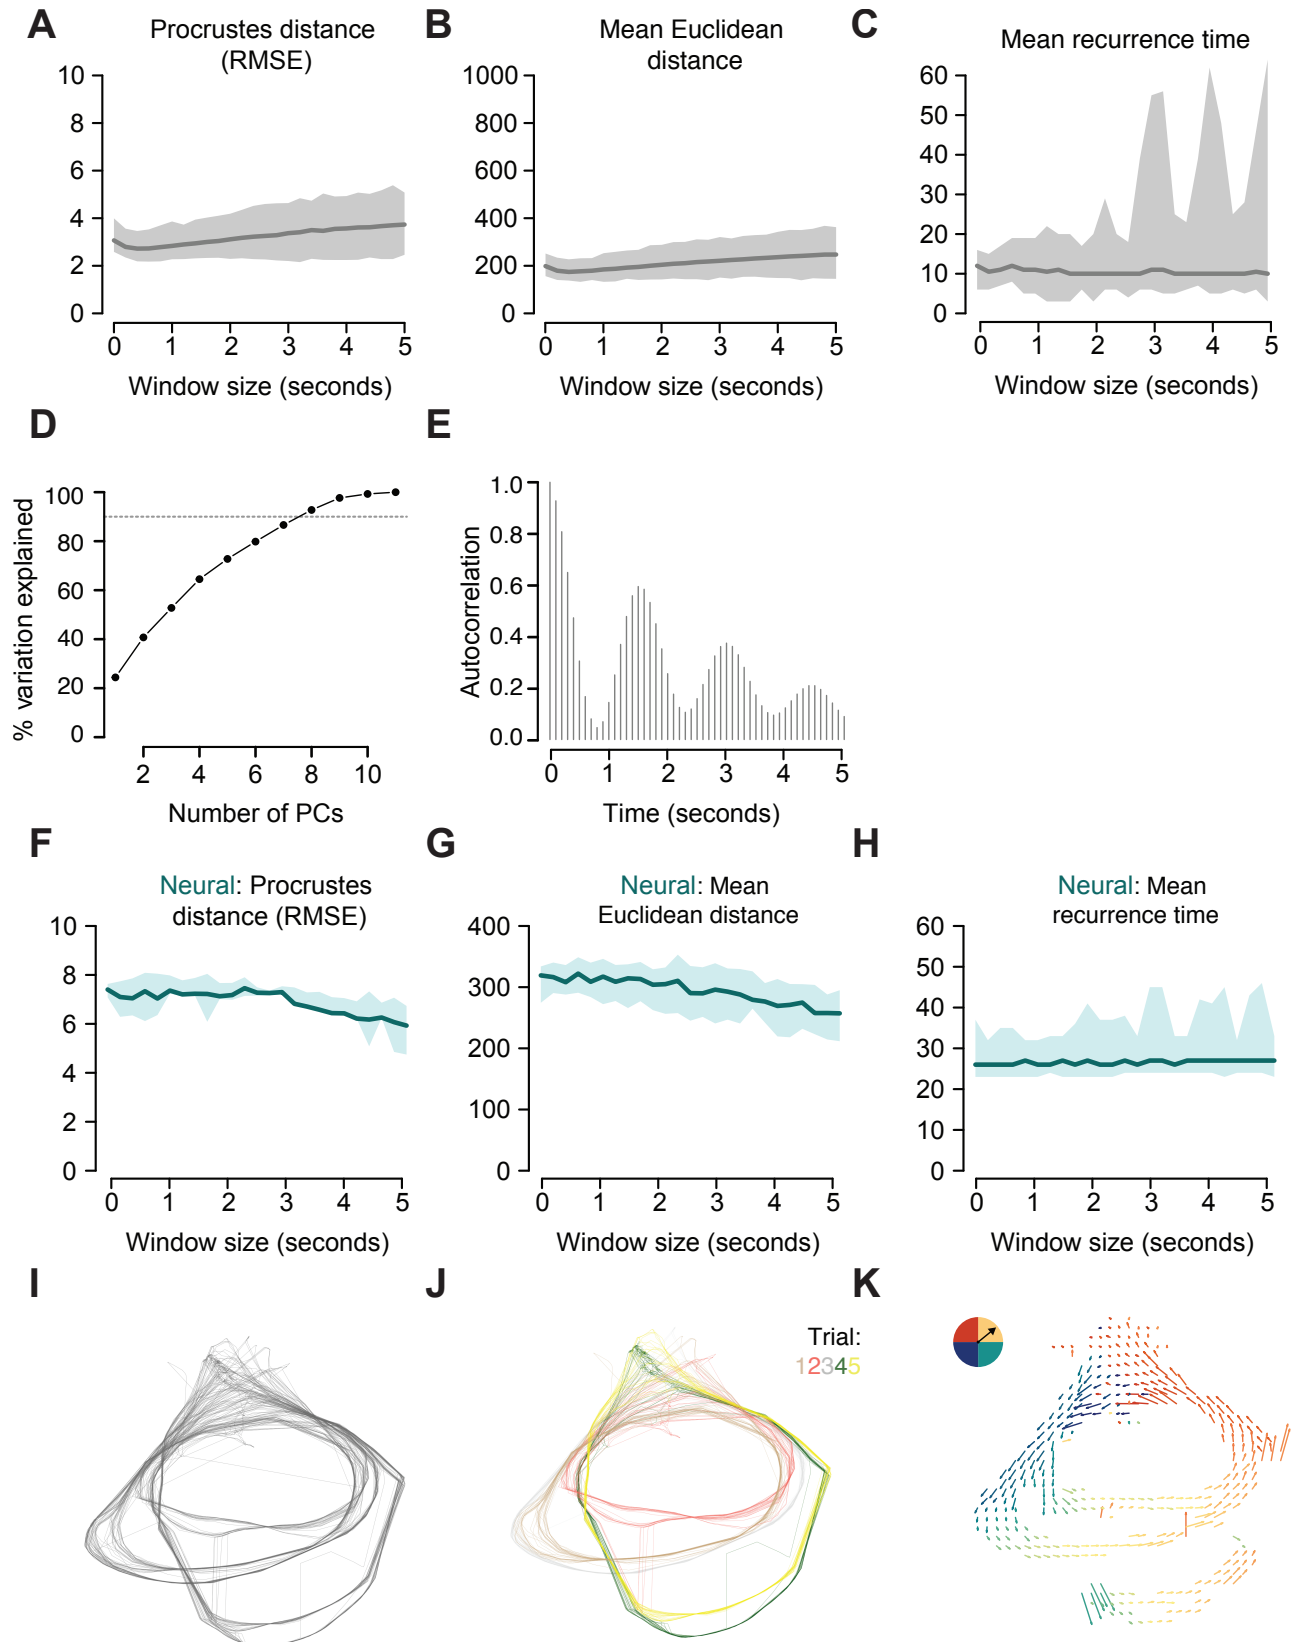 A
Procrustes distance
(RMSE)
10
8
6
4
2
0
0 1 2 3 4 5
Window size (seconds)
B
Mean Euclidean
distance
1000
800
600
400
200
0
0 1 2 3 4 5
Window size (seconds)
C
Mean recurrence time
60
50
40
30
20
10
0
0 1 2 3 4 5
Window size (seconds)
D
% variation explained
100
80
60
40
20
0
2 4 6 8 10
Number of PCs
E
Autocorrelation
1.0
0.8
0.6
0.4
0.2
0.0
0 1 2 3 4 5
Time (seconds)
F
Neural: Procrustes
distance (RMSE)
10
8
6
4
2
0
0 1 2 3 4 5
Window size (seconds)
G
Neural: Mean
Euclidean distance
400
300
200
100
0
0 1 2 3 4 5
Window size (seconds)
H
Neural: Mean
recurrence time
60
50
40
30
20
10
0
0 1 2 3 4 5
Window size (seconds)
I
J
Trial:
12345
K